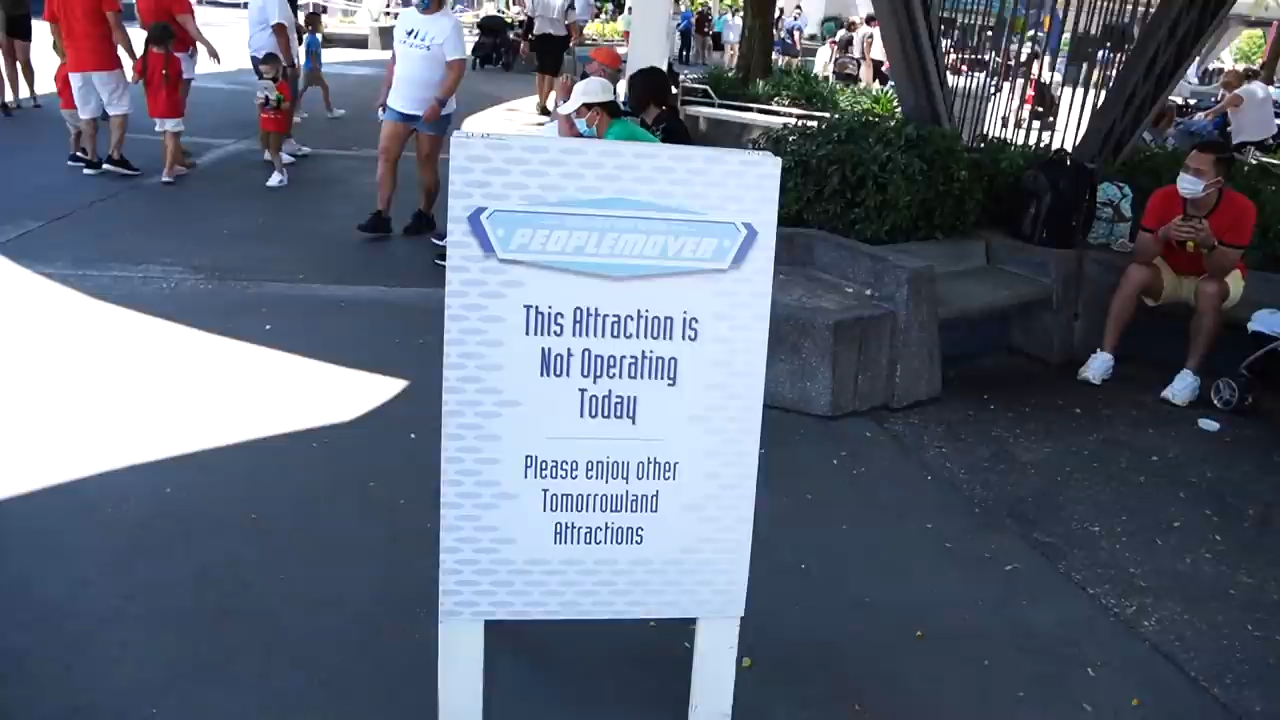 PEOPLEMOVER
This Attraction is
Not Operating
Today
Please enjoy other
Tomorrowland
Attractions